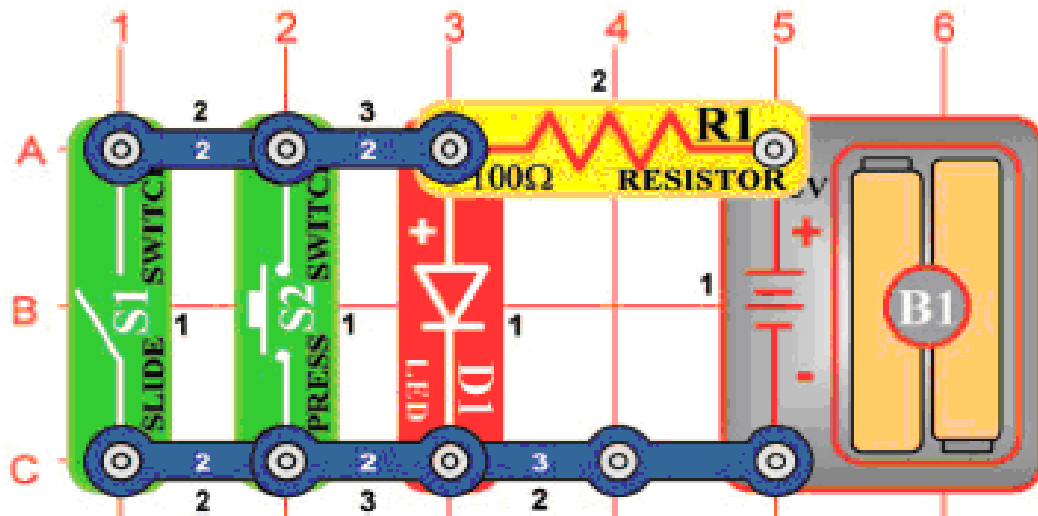 1 2 3 4 5 6
2 3 2
A 2 2 R1
100Ω RESISTOR
SLIDE SWITCH
S1
PRESS SWITCH
S2
+
D1
LED
+
-
B 1 1 1 1 B1
C 2 2 3
2 3 2